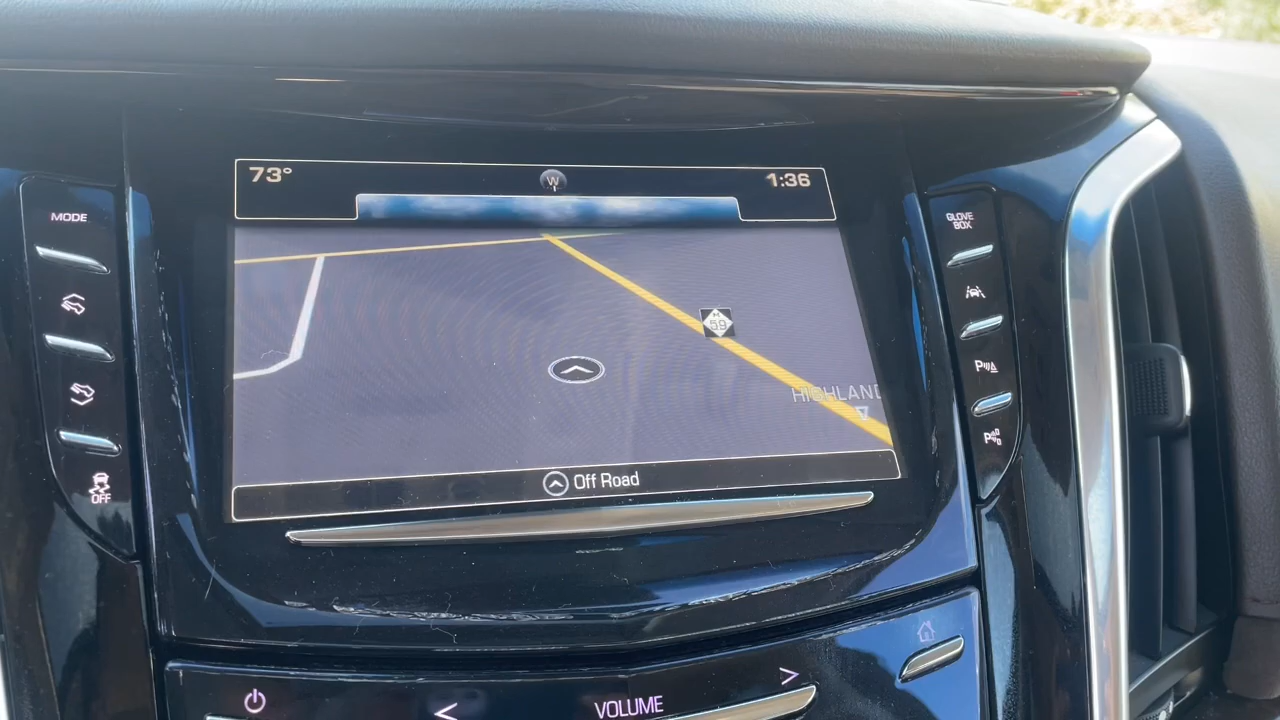 73°
W
1:36
MODE
GLOVE
BOX
M
59
HIGHLAND
OFF
P
P
Off Road
VOLUME